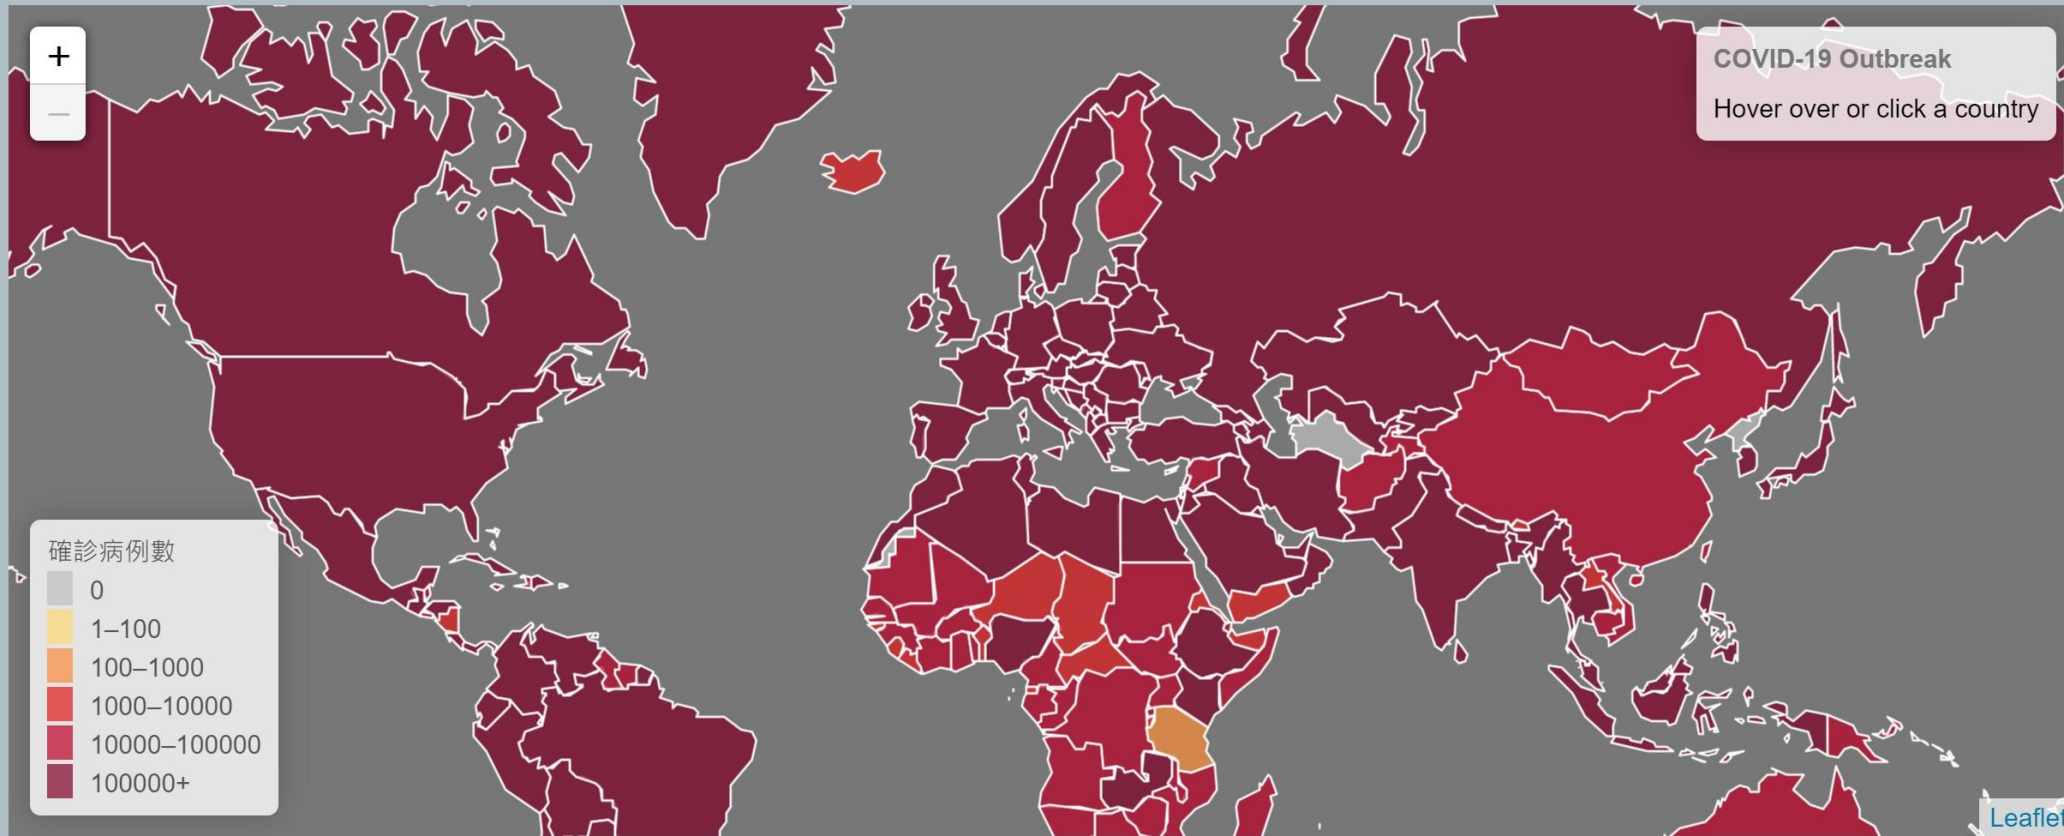 +
−
COVID-19 Outbreak
Hover over or click a country
確診病例數
0
1–100
100–1000
1000–10000
10000–100000
100000+
Leaflet